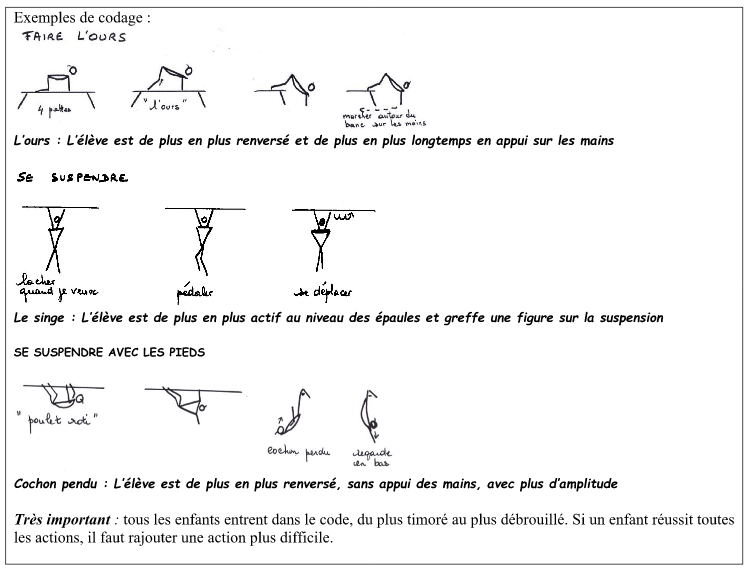 Exemples de codage :
FAIRE L'OURS
4 pattes
"l'ours"
marcher autour du
banc sur les mains
L'ours : L'élève est de plus en plus renversé et de plus en plus longtemps en appui sur les mains
SE SUSPENDRE
lacher
quand je veux
pédaler
se déplacer
Le singe : L'élève est de plus en plus actif au niveau des épaules et greffe une figure sur la suspension
SE SUSPENDRE AVEC LES PIEDS
"poulet roti"
cochon pendu
regarde
en bas
Cochon pendu : L'élève est de plus en plus renversé, sans appui des mains, avec plus d'amplitude
Très important : tous les enfants entrent dans le code, du plus timoré au plus débrouillé. Si un enfant réussit toutes
les actions, il faut rajouter une action plus difficile.